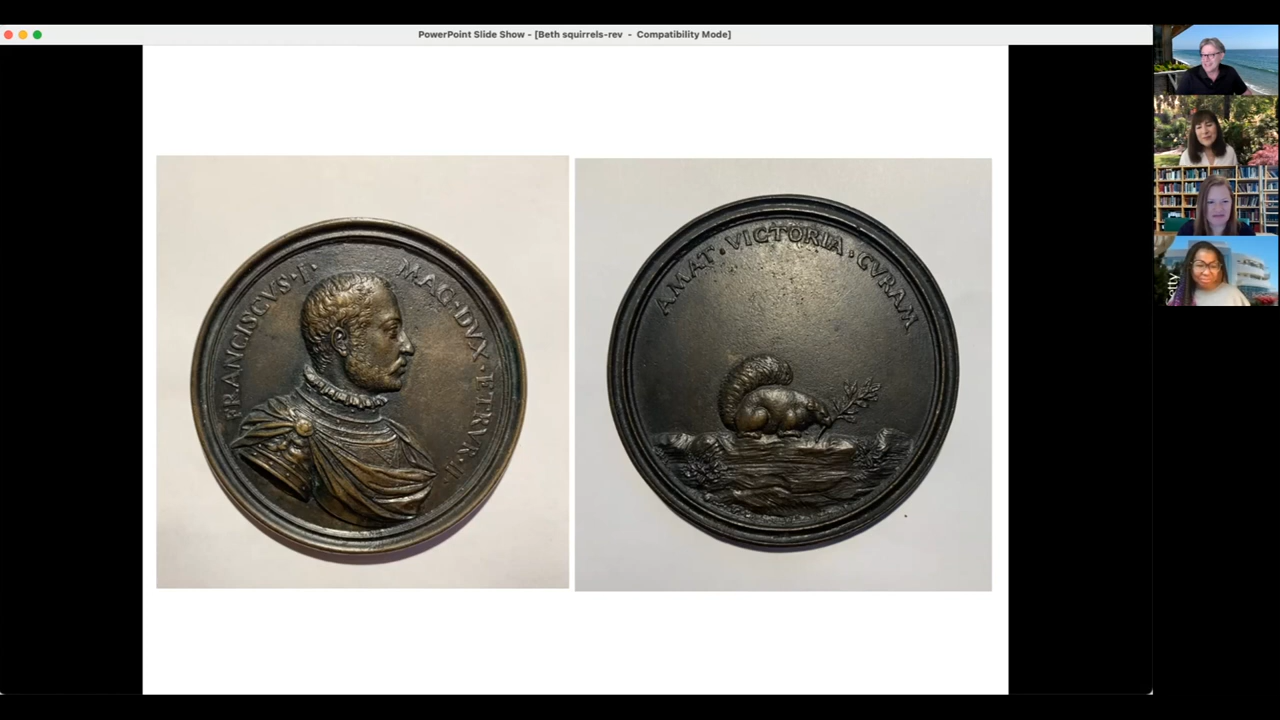 PowerPoint Slide Show - [Beth squirrels-rev - Compatibility Mode]
FRANCISCVS · I · MAG · DVX · ETRVR · II ·
AMAT · VICTORIA · CVRAM